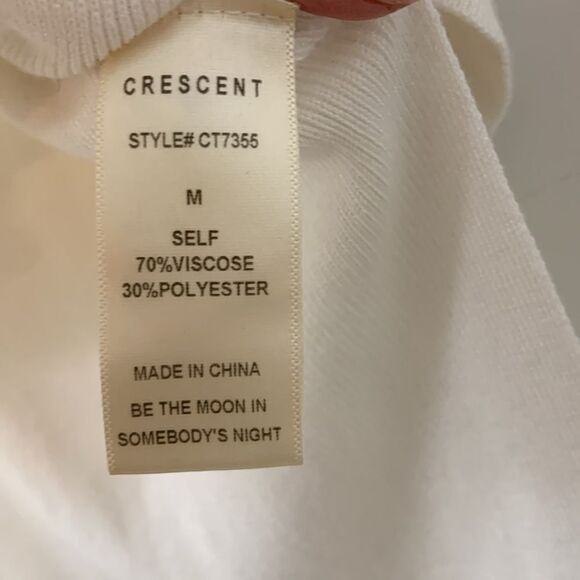 CRESCENT
STYLE# CT7355
M
SELF
70%VISCOSE
30%POLYESTER
MADE IN CHINA
BE THE MOON IN
SOMEBODY'S NIGHT